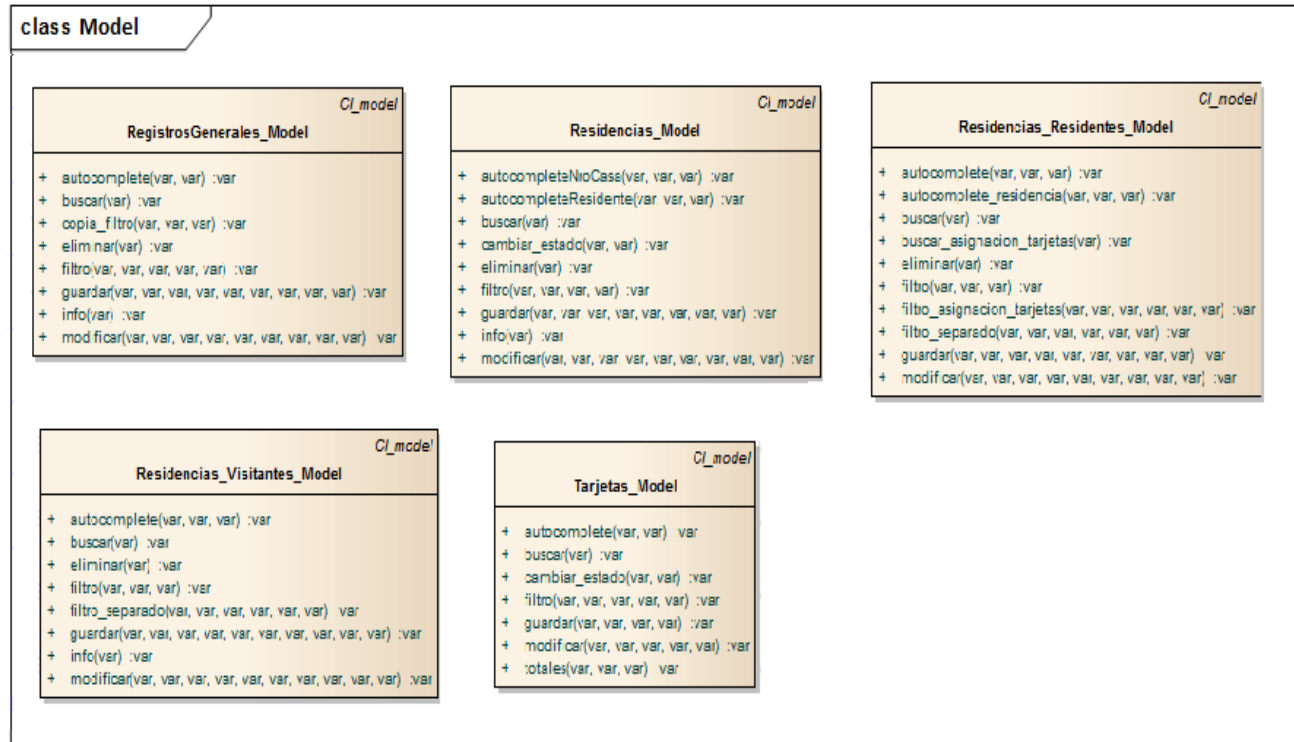 class Model
CI_model
RegistrosGenerales_Model
+ autocomplete(var, var) :var
+ buscar(var) :var
+ copia_filtro(var, var, var) :var
+ eliminar(var) :var
+ filtro(var, var, var, var, var) :var
+ guardar(var, var, var, var, var, var, var, var, var) :var
+ info(var) :var
+ modificar(var, var, var, var, var, var, var, var, var) var
CI_model
Residencias_Model
+ autocompleteNroCasa(var, var, var) :var
+ autocompleteResidente(var var, var) :var
+ buscar(var) :var
+ cambiar_estado(var, var) :var
+ eliminar(var) :var
+ filtro(var, var, var, var) :var
+ guardar(var, var var, var, var, var, var, var) :var
+ info(var) :var
+ modificar(var, var, var var, var, var, var, var, var) :var
CI_model
Residencias_Residentes_Model
+ autocomplete(var, var, var) :var
+ autocomplete_residencia(var, var, var) :var
+ buscar(var) :var
+ buscar_asignacion_tarjetas(var) :var
+ eliminar(var) :var
+ filtro(var, var, var) :var
+ filtro_asignacion_tarjetas(var, var, var, var, var, var) :var
+ filtro_separado(var, var, var, var, var, var) :var
+ guardar(var, var, var, var, var, var, var, var, var) var
+ modificar(var, var, var, var, var, var, var, var, var) :var
CI_model
Residencias_Visitantes_Model
+ autocomplete(var, var, var) :var
+ buscar(var) :var
+ eliminar(var) :var
+ filtro(var, var, var) :var
+ filtro_separado(var, var, var, var, var, var) var
+ guardar(var, var, var, var, var, var, var, var, var, var) :var
+ info(var) :var
+ modificar(var, var, var, var, var, var, var, var, var, var) :var
CI_model
Tarjetas_Model
+ autocomplete(var, var) var
+ buscar(var) :var
+ cambiar_estado(var, var) :var
+ filtro(var, var, var, var, var) :var
+ guardar(var, var, var, var) :var
+ modificar(var, var, var, var, var) :var
+ totales(var, var, var) var